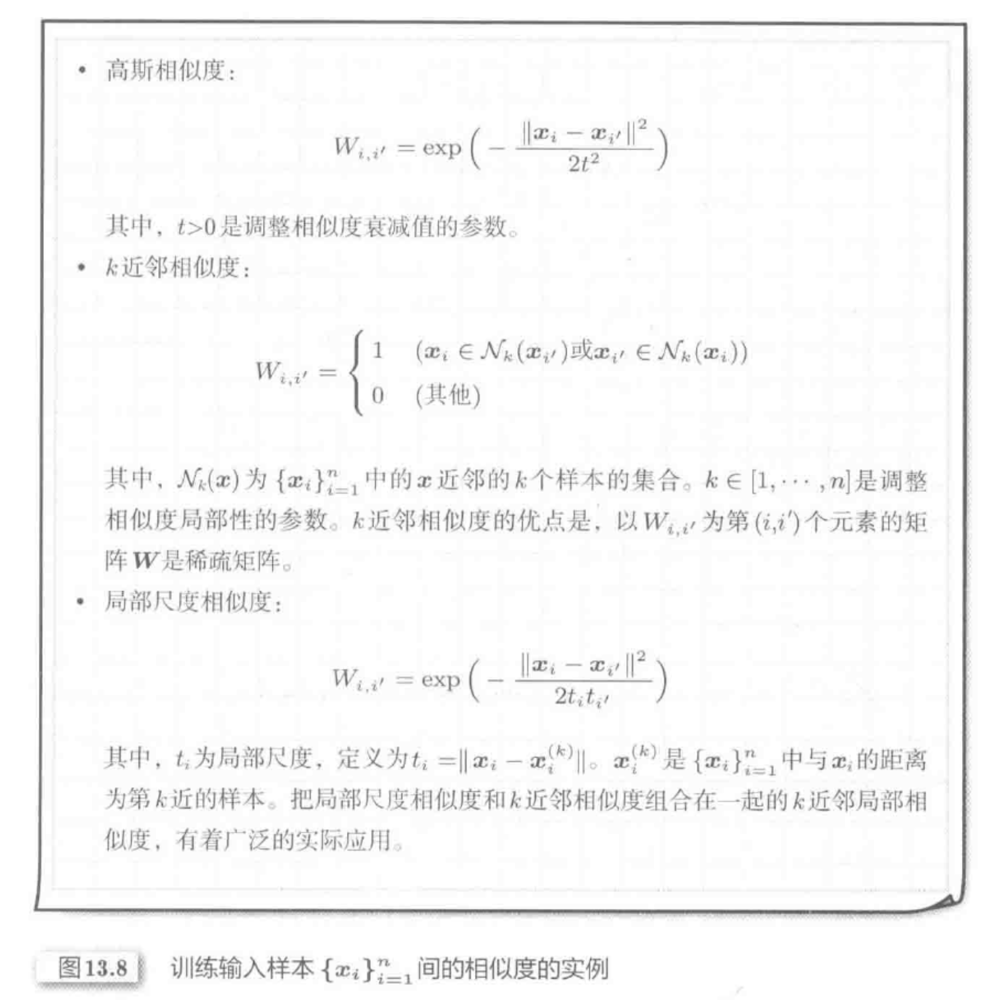 • 高斯相似度：
$W_{i,i'} = \exp\left(-\frac{\|\boldsymbol{x}_i - \boldsymbol{x}_{i'}\|^2}{2t^2}\right)$
其中，t>0是调整相似度衰减值的参数。
• k近邻相似度：
$W_{i,i'} = \begin{cases} 1 & (\boldsymbol{x}_i \in \mathcal{N}_k(\boldsymbol{x}_{i'})或\boldsymbol{x}_{i'} \in \mathcal{N}_k(\boldsymbol{x}_i)) \\ 0 & (其他) \end{cases}$
其中，$\mathcal{N}_k(\boldsymbol{x})$为$\{\boldsymbol{x}_i\}_{i=1}^n$中的$\boldsymbol{x}$近邻的k个样本的集合。$k \in [1, \cdots, n]$是调整
相似度局部性的参数。k近邻相似度的优点是，以$W_{i,i'}$为第$(i,i')$个元素的矩
阵$\boldsymbol{W}$是稀疏矩阵。
• 局部尺度相似度：
$W_{i,i'} = \exp\left(-\frac{\|\boldsymbol{x}_i - \boldsymbol{x}_{i'}\|^2}{2t_i t_{i'}}\right)$
其中，$t_i$为局部尺度，定义为$t_i = \|\boldsymbol{x}_i - \boldsymbol{x}_i^{(k)}\|$。$\boldsymbol{x}_i^{(k)}$是$\{\boldsymbol{x}_i\}_{i=1}^n$中与$\boldsymbol{x}_i$的距离
为第k近的样本。把局部尺度相似度和k近邻相似度组合在一起的k近邻局部相
似度，有着广泛的实际应用。
图13.8 训练输入样本$\{\boldsymbol{x}_i\}_{i=1}^n$间的相似度的实例